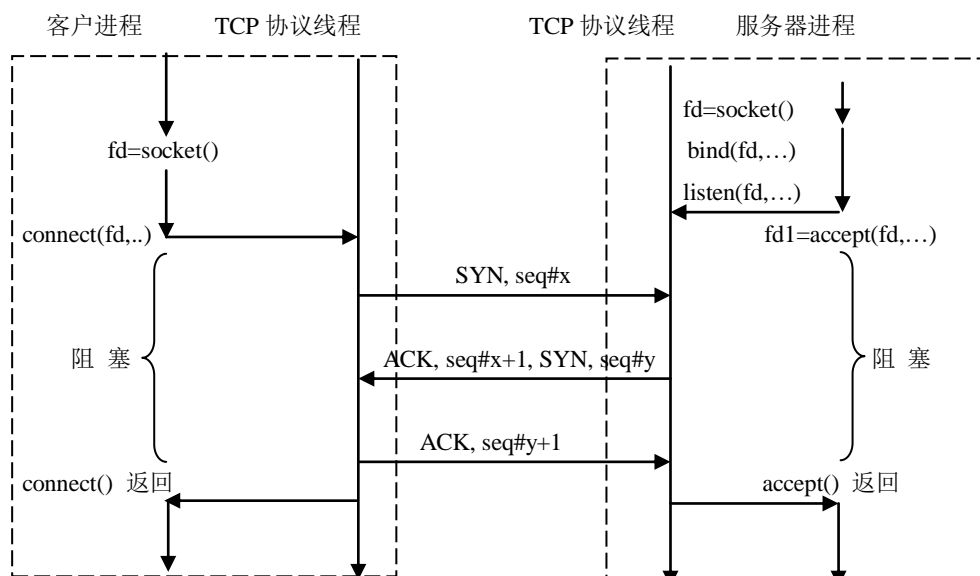 客户进程 TCP 协议线程 TCP 协议线程 服务器进程
fd=socket()
bind(fd,…)
listen(fd,…)
fd=socket()
connect(fd,..)
fd1=accept(fd,…)
SYN, seq#x
阻 塞
ACK, seq#x+1, SYN, seq#y
阻 塞
ACK, seq#y+1
connect() 返回
accept() 返回